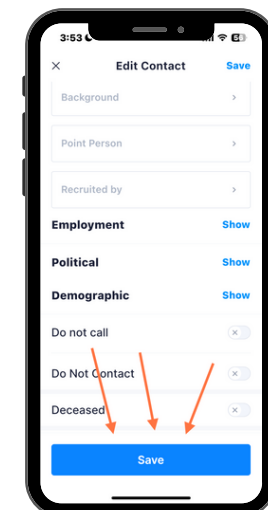 3:53
Edit Contact Save
Background
Point Person
Recruited by
Employment Show
Political Show
Demographic Show
Do not call
Do Not Contact
Deceased
Save